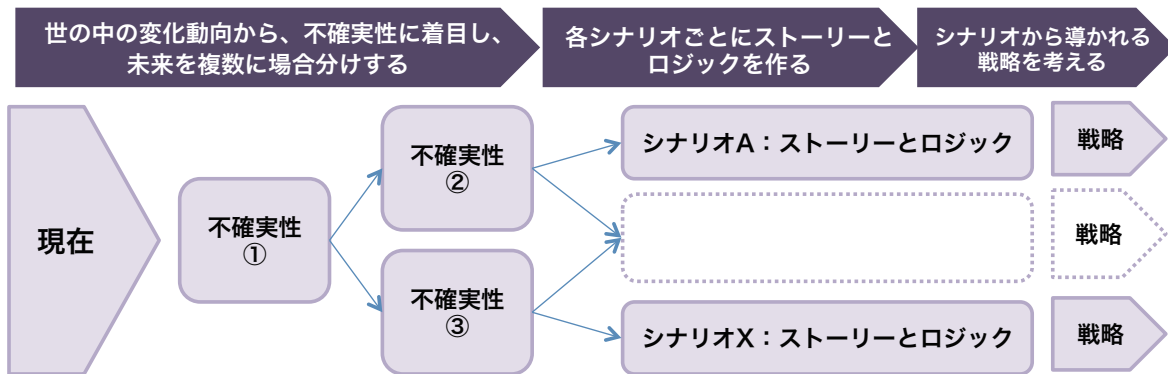 世の中の変化動向から、不確実性に着目し、
未来を複数に場合分けする
各シナリオごとにストーリーと
ロジックを作る
シナリオから導かれる
戦略を考える
現在
不確実性
①
不確実性
②
不確実性
③
シナリオA：ストーリーとロジック
戦略
戦略
シナリオX：ストーリーとロジック
戦略